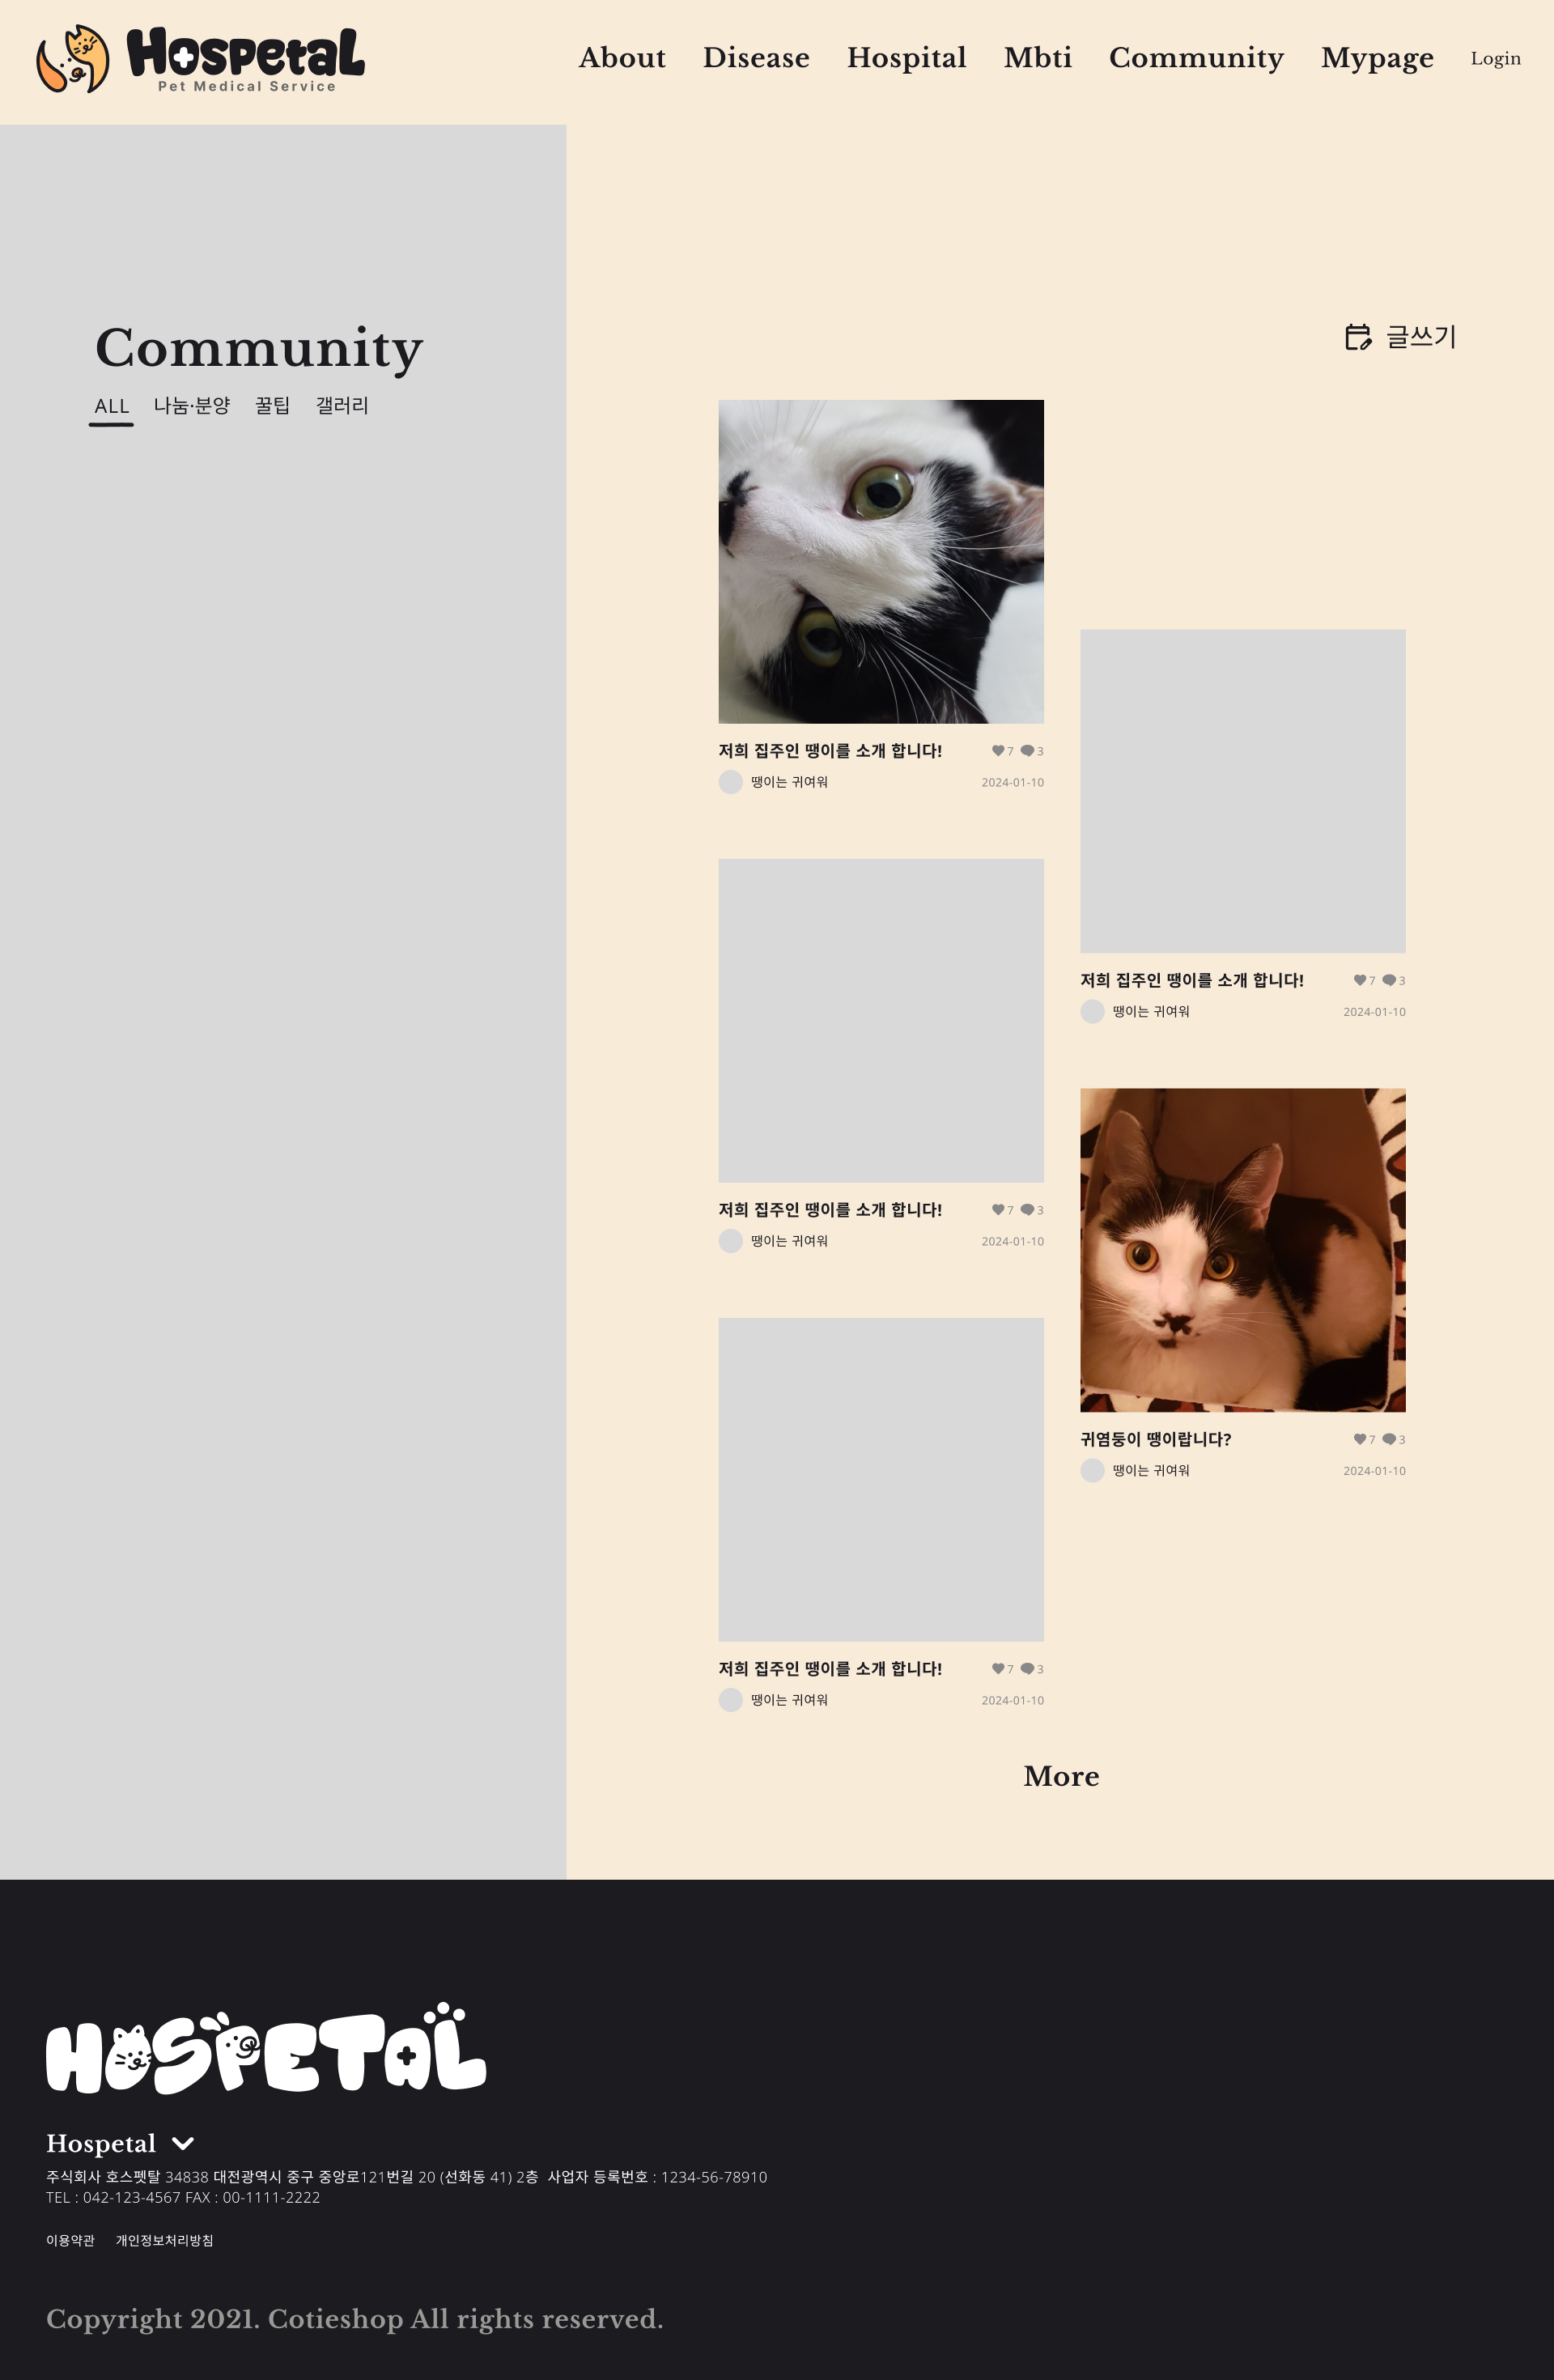 Hospetal
Pet Medical Service
About Disease Hospital Mbti Community Mypage Login
Community
ALL 나눔·분양 꿀팁 갤러리
글쓰기
저희 집주인 땡이를 소개 합니다! 7 3
땡이는 귀여워 2024-01-10
저희 집주인 땡이를 소개 합니다! 7 3
땡이는 귀여워 2024-01-10
저희 집주인 땡이를 소개 합니다! 7 3
땡이는 귀여워 2024-01-10
귀염둥이 땡이랍니다? 7 3
땡이는 귀여워 2024-01-10
저희 집주인 땡이를 소개 합니다! 7 3
땡이는 귀여워 2024-01-10
More
HOSPETAL
Hospetal
주식회사 호스펫탈 34838 대전광역시 중구 중앙로121번길 20 (선화동 41) 2층 사업자 등록번호 : 1234-56-78910
TEL : 042-123-4567 FAX : 00-1111-2222
이용약관 개인정보처리방침
Copyright 2021. Cotieshop All rights reserved.